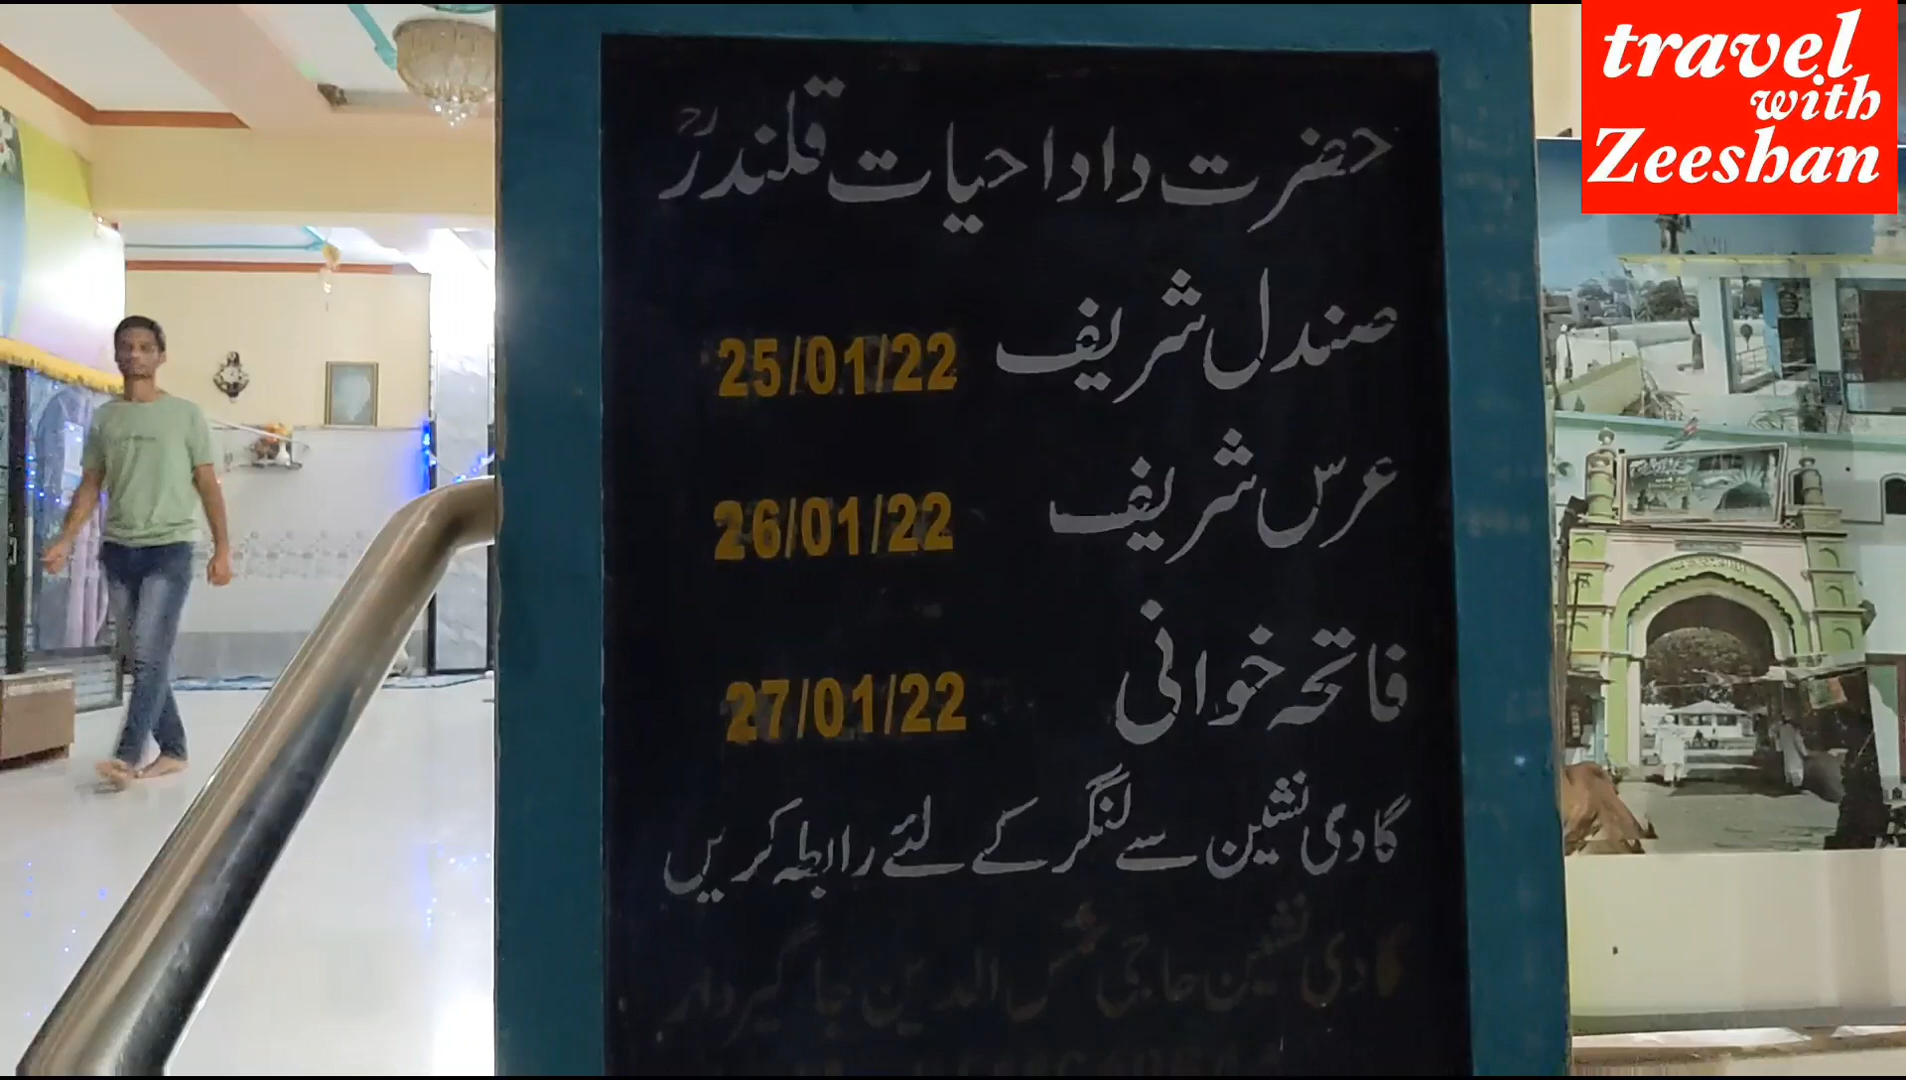 travel
with
Zeeshan
حضرت دادا حیات قلندرؒ
صندل شریف 25/01/22
عرس شریف 26/01/22
فاتحہ خوانی 27/01/22
گادی نشین سے لنگر کے لئے رابطہ کریں
گادی نشین حاجی شمس الدین جاگیردار